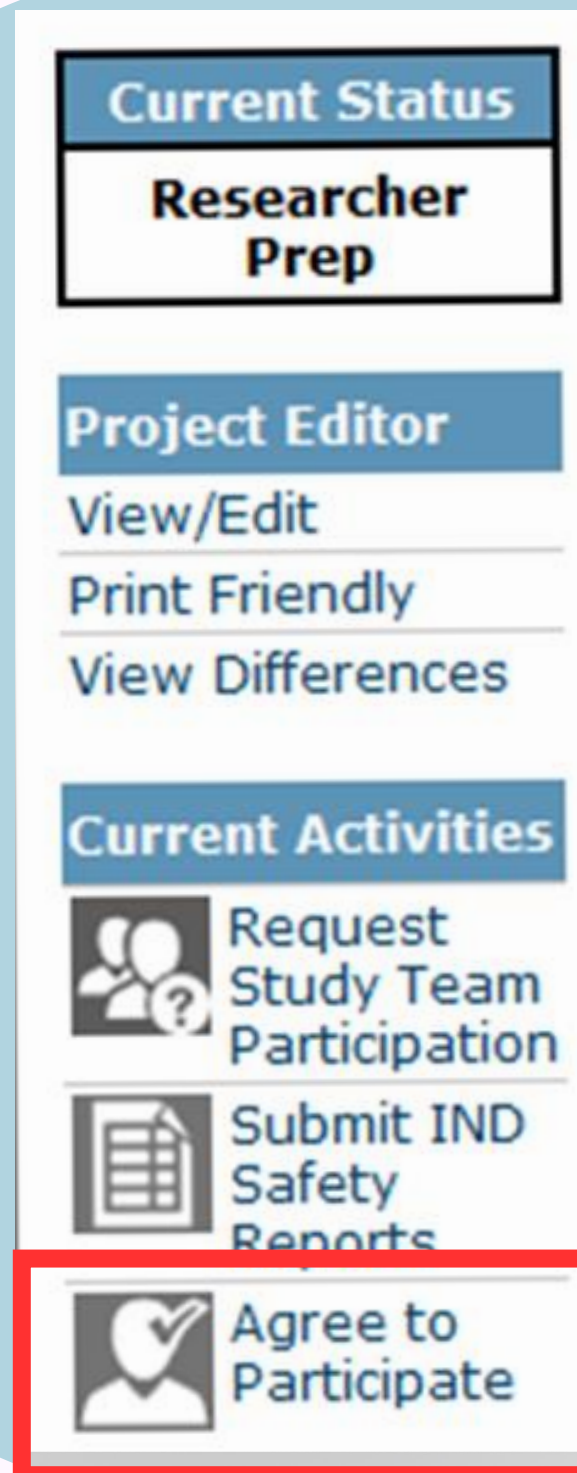 Current Status
Researcher
Prep
Project Editor
View/Edit
Print Friendly
View Differences
Current Activities
Request
Study Team
Participation
?
Submit IND
Safety
Reports
Agree to
Participate